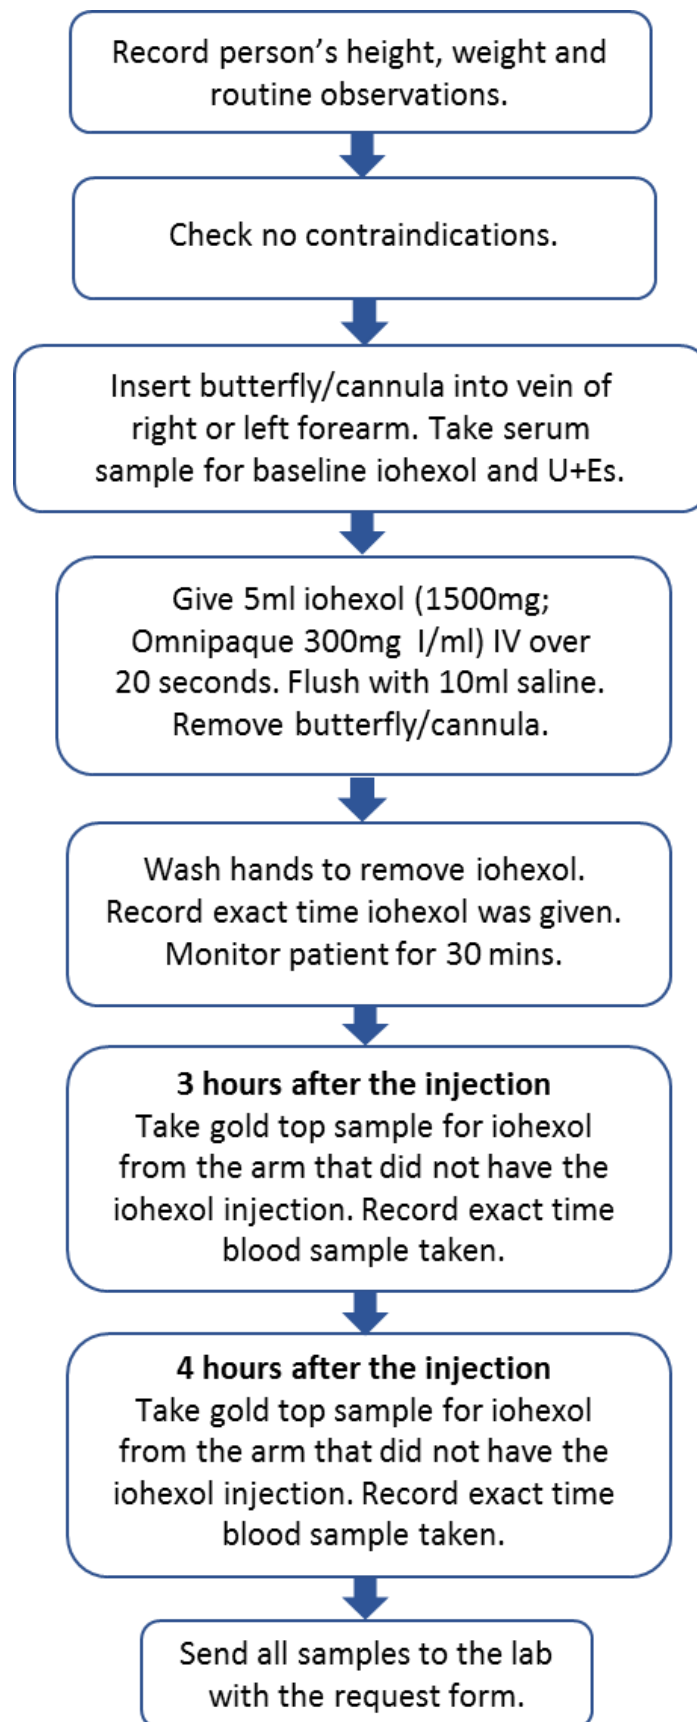 Record person’s height, weight and
routine observations.
Check no contraindications.
Insert butterfly/cannula into vein of
right or left forearm. Take serum
sample for baseline iohexol and U+Es.
Give 5ml iohexol (1500mg;
Omnipaque 300mg I/ml) IV over
20 seconds. Flush with 10ml saline.
Remove butterfly/cannula.
Wash hands to remove iohexol.
Record exact time iohexol was given.
Monitor patient for 30 mins.
3 hours after the injection
Take gold top sample for iohexol
from the arm that did not have the
iohexol injection. Record exact time
blood sample taken.
4 hours after the injection
Take gold top sample for iohexol
from the arm that did not have the
iohexol injection. Record exact time
blood sample taken.
Send all samples to the lab
with the request form.